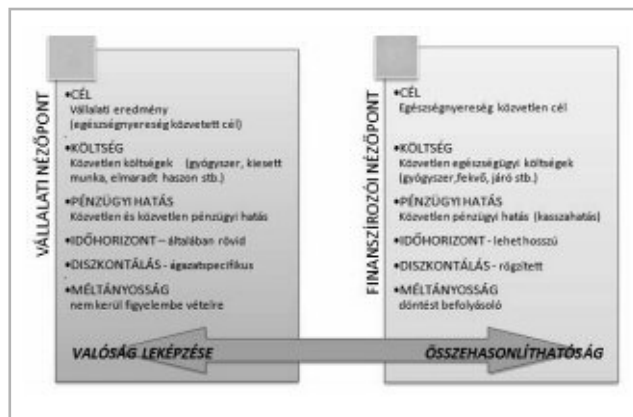 VÁLLALATI NÉZŐPONT
•CÉL
Vállalati eredmény
(egészségnyereség közvetett cél)
•KÖLTSÉG
Közvetlen költségek (gyógyszer, kiesett
munka, elmaradt haszon stb.)
•PÉNZÜGYI HATÁS
Közvetlen és közvetlen pénzügyi hatás
•IDŐHORIZONT – általában rövid
•DISZKONTÁLÁS - ágazatspecifikus
•MÉLTÁNYOSSÁG
nem kerül figyelembe vételre
VALÓSÁG LEKÉPZÉSE
FINANSZÍROZÓI NÉZŐPONT
•CÉL
Egészségnyereség közvetlen cél
•KÖLTSÉG
Közvetlen egészségügyi költségek
(gyógyszer,fekvő, járó stb.)
•PÉNZÜGYI HATÁS
Közvetlen pénzügyi hatás (kasszahatás)
•IDŐHORIZONT - lehet hosszú
•DISZKONTÁLÁS - rögzített
•MÉLTÁNYOSSÁG
döntést befolyásoló
ÖSSZEHASONLÍTHATÓSÁG